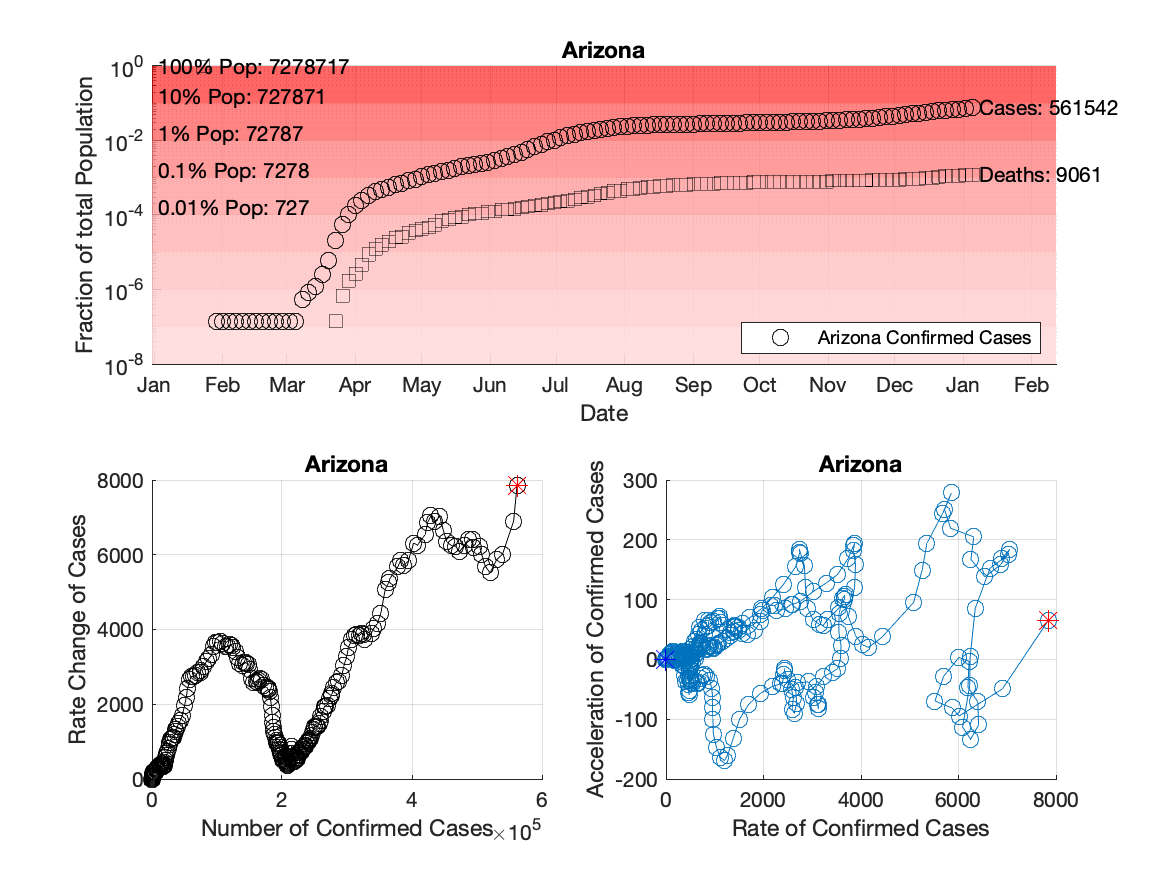 Arizona
10^0
10^-2
10^-4
10^-6
10^-8
Fraction of total Population
100% Pop: 7278717
10% Pop: 727871
1% Pop: 72787
0.1% Pop: 7278
0.01% Pop: 727
Cases: 561542
Deaths: 9061
Arizona Confirmed Cases
Jan Feb Mar Apr May Jun Jul Aug Sep Oct Nov Dec Jan Feb
Date
Arizona
8000
6000
4000
2000
0
Rate Change of Cases
0 2 4 6
Number of Confirmed Cases ×10^5
Arizona
300
200
100
0
-100
-200
Acceleration of Confirmed Cases
0 2000 4000 6000 8000
Rate of Confirmed Cases